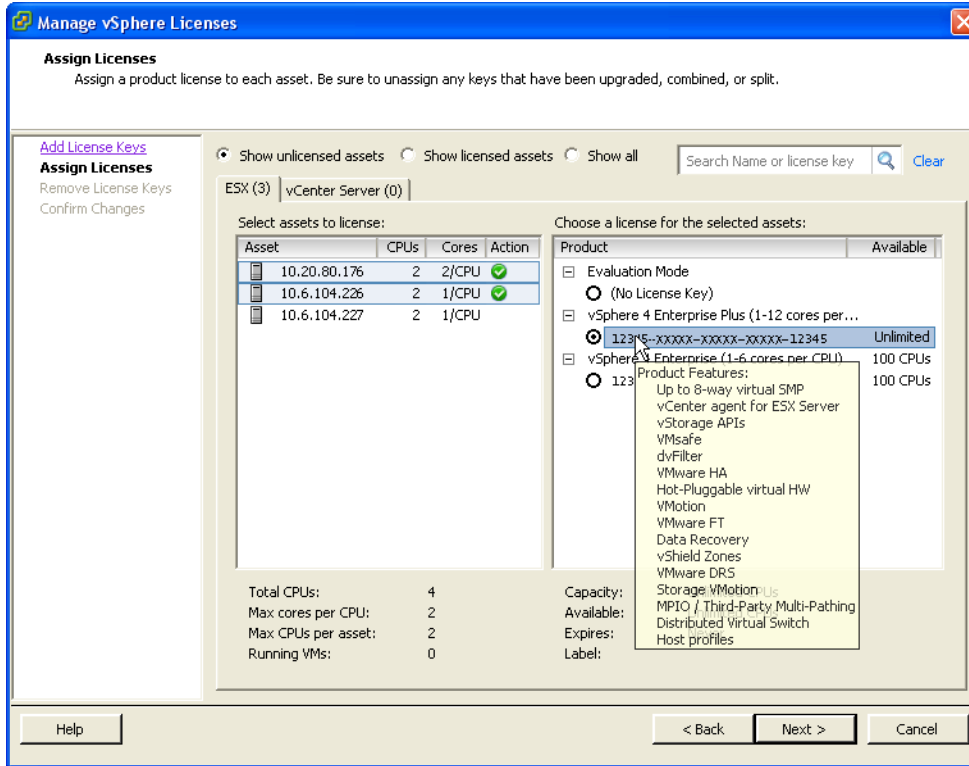 Manage vSphere Licenses
Assign Licenses
Assign a product license to each asset. Be sure to unassign any keys that have been upgraded, combined, or split.
Add License Keys
Assign Licenses
Remove License Keys
Confirm Changes
Show unlicensed assets Show licensed assets Show all
Search Name or license key Clear
ESX (3) vCenter Server (0)
Select assets to license:
Asset CPUs Cores Action
10.20.80.176 2 2/CPU
10.6.104.226 2 1/CPU
10.6.104.227 2 1/CPU
Total CPUs: 4
Max cores per CPU: 2
Max CPUs per asset: 2
Running VMs: 0
Choose a license for the selected assets:
Product Available
Evaluation Mode
(No License Key)
vSphere 4 Enterprise Plus (1-12 cores per...
12345-xxxxx-xxxxx-xxxxx-12345 Unlimited
vSphere 4 Enterprise (1-6 cores per CPU) 100 CPUs
123 100 CPUs
Product Features:
Up to 8-way virtual SMP
vCenter agent for ESX Server
vStorage APIs
VMsafe
dvFilter
VMware HA
Hot-Pluggable virtual HW
VMotion
VMware FT
Data Recovery
vShield Zones
VMware DRS
Storage VMotion
MPIO / Third-Party Multi-Pathing
Distributed Virtual Switch
Host profiles
Capacity:
Available:
Expires: Never
Label:
Help < Back Next > Cancel